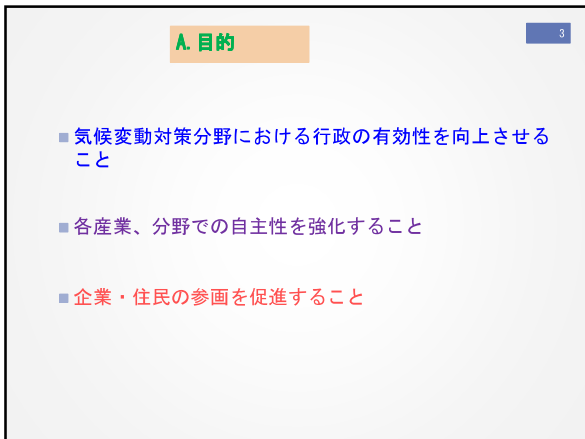 3
A. 目的
気候変動対策分野における行政の有効性を向上させる
こと
各産業、分野での自主性を強化すること
企業・住民の参画を促進すること